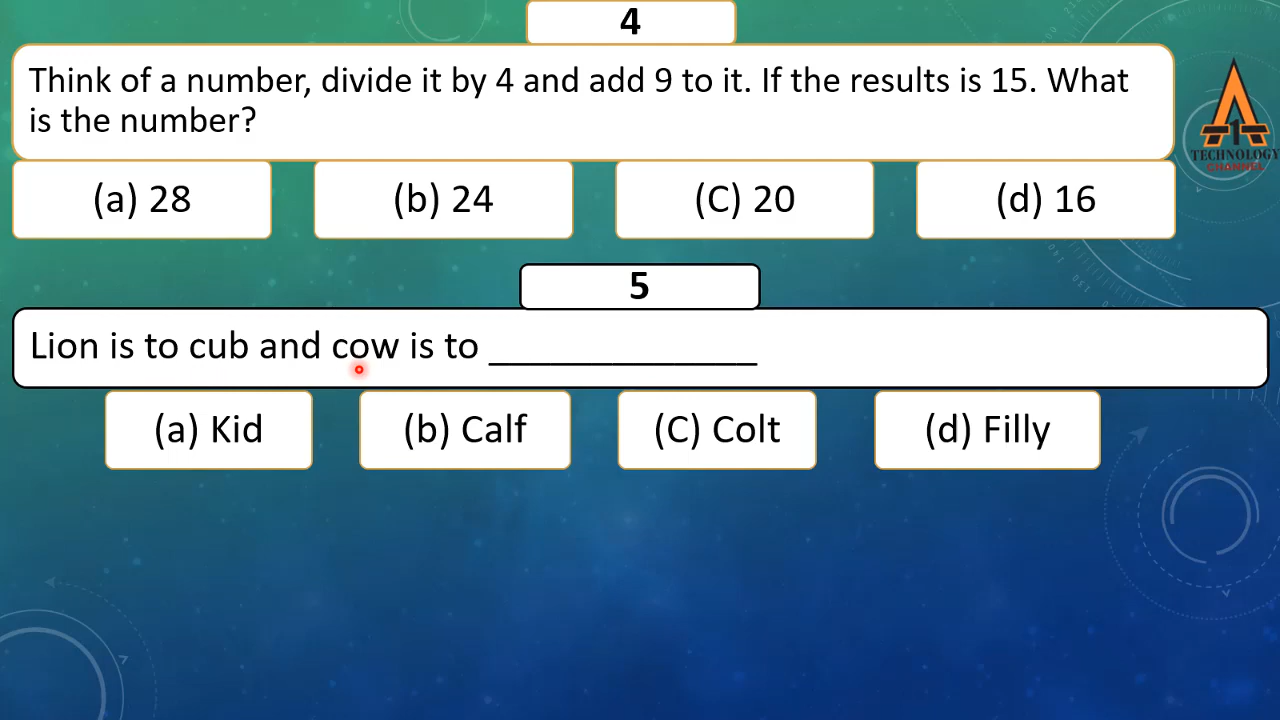 4
Think of a number, divide it by 4 and add 9 to it. If the results is 15. What
is the number?
(a) 28
(b) 24
(C) 20
(d) 16
A1
TECHNOLOGY
CHANNEL
5
Lion is to cub and cow is to _____________
(a) Kid
(b) Calf
(C) Colt
(d) Filly